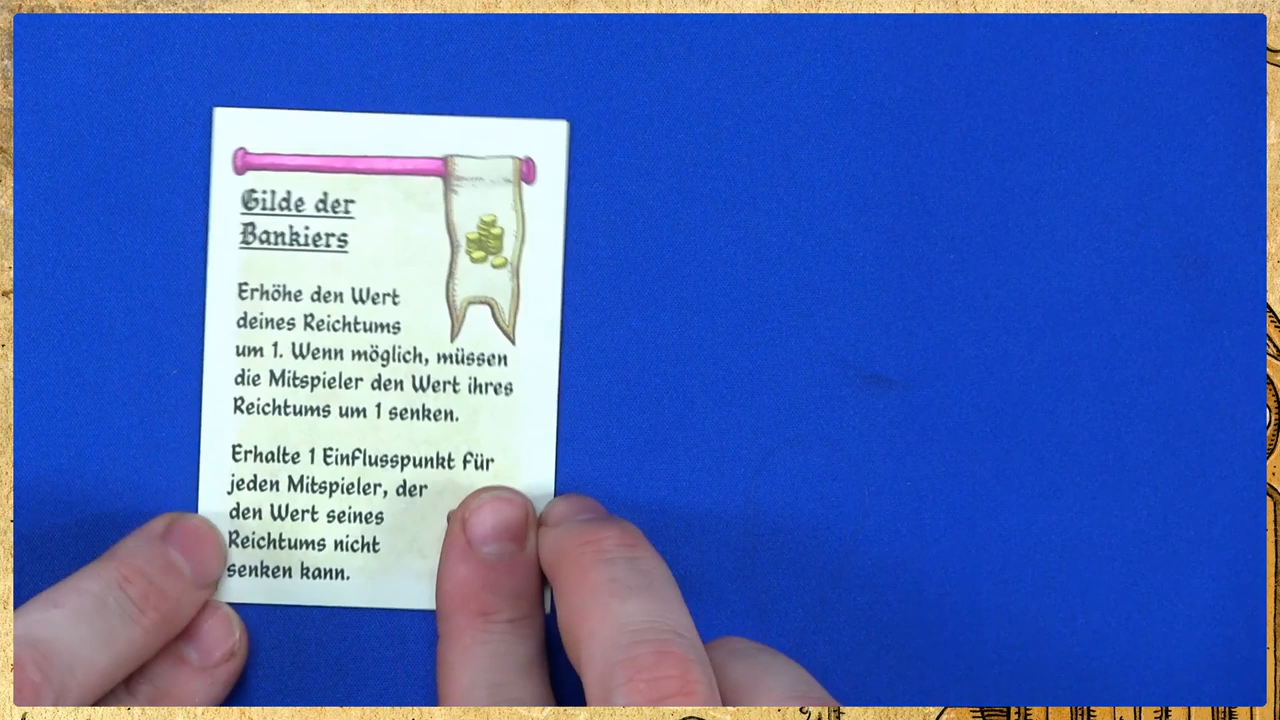 Gilde der
Bankiers
Erhöhe den Wert
deines Reichtums
um 1. Wenn möglich, müssen
die Mitspieler den Wert ihres
Reichtums um 1 senken.
Erhalte 1 Einflusspunkt für
jeden Mitspieler, der
den Wert seines
Reichtums nicht
senken kann.